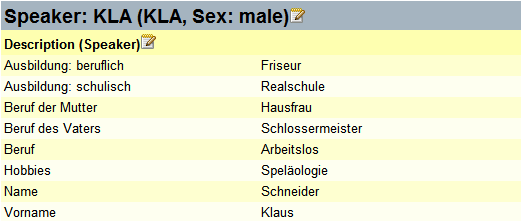 Speaker: KLA (KLA, Sex: male)
Description (Speaker)
Ausbildung: beruflich Friseur
Ausbildung: schulisch Realschule
Beruf der Mutter Hausfrau
Beruf des Vaters Schlossermeister
Beruf Arbeitslos
Hobbies Speläologie
Name Schneider
Vorname Klaus